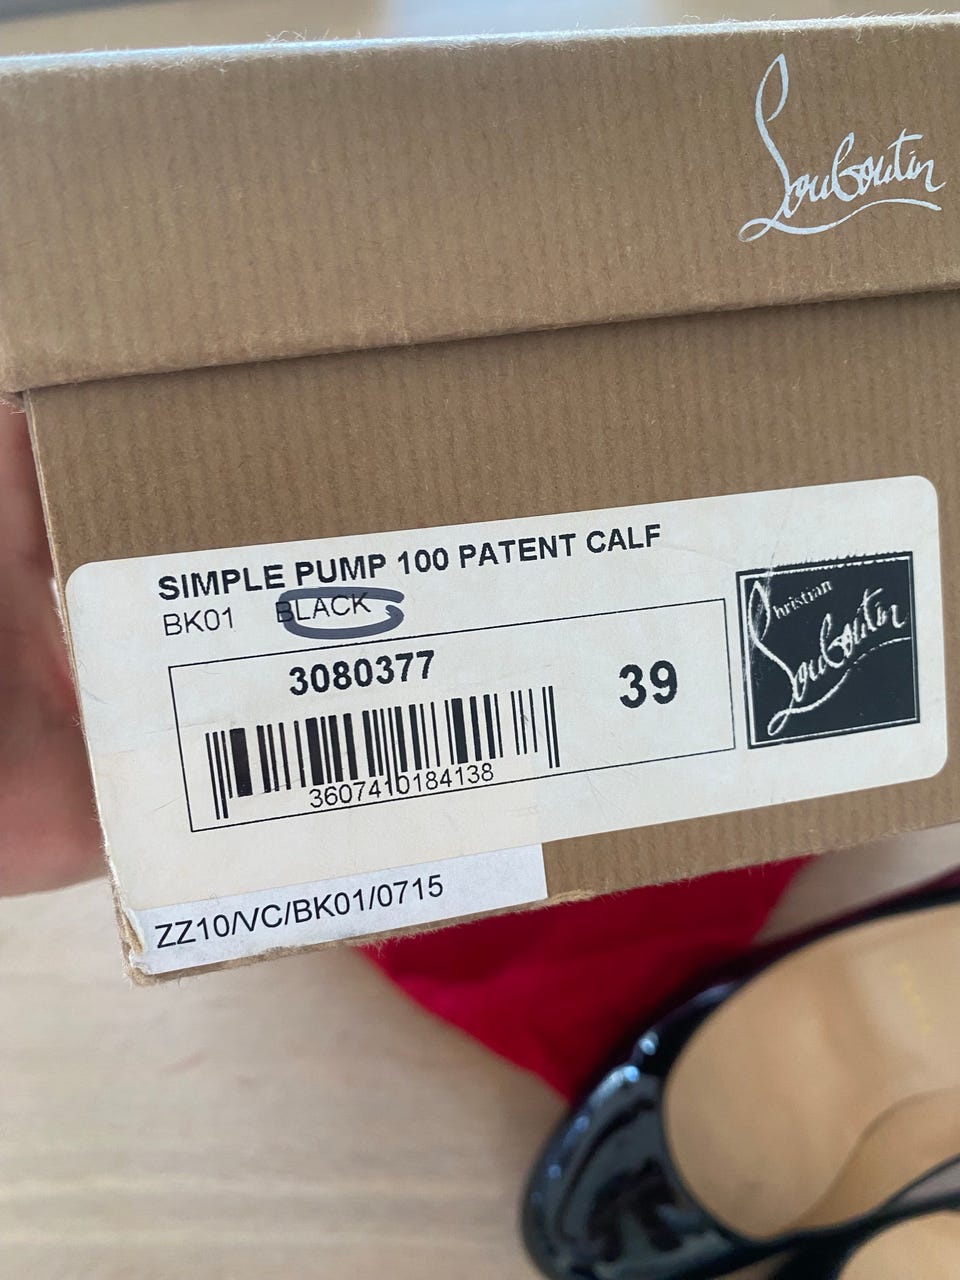 Louboutin
SIMPLE PUMP 100 PATENT CALF
BK01 BLACK
3080377
39
3607410184138
Christian
Louboutin
ZZ10/VC/BK01/0715